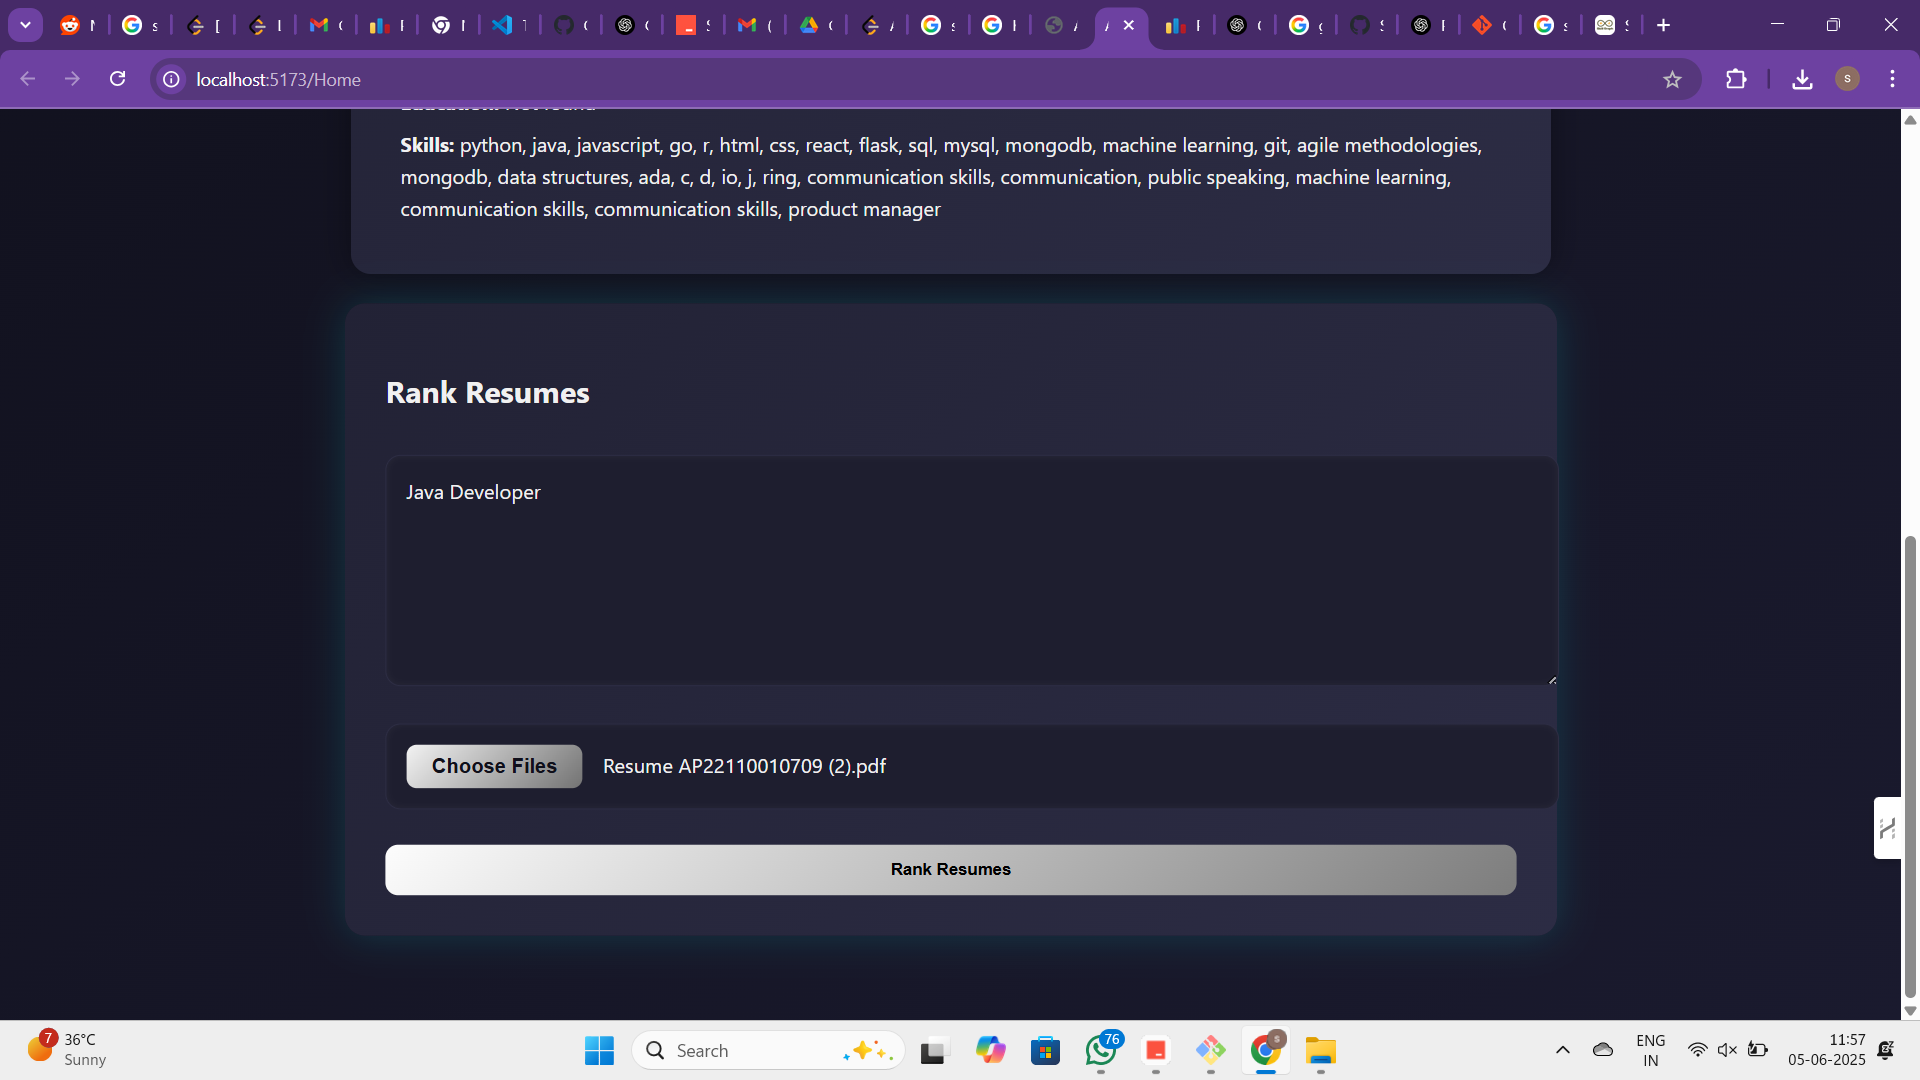 localhost:5173/Home
Skills: python, java, javascript, go, r, html, css, react, flask, sql, mysql, mongodb, machine learning, git, agile methodologies,
mongodb, data structures, ada, c, d, io, j, ring, communication skills, communication, public speaking, machine learning,
communication skills, communication skills, product manager
Rank Resumes
Java Developer
Choose Files Resume AP22110010709 (2).pdf
Rank Resumes
7
36°C
Sunny
Search
76
ENG
IN
11:57
05-06-2025